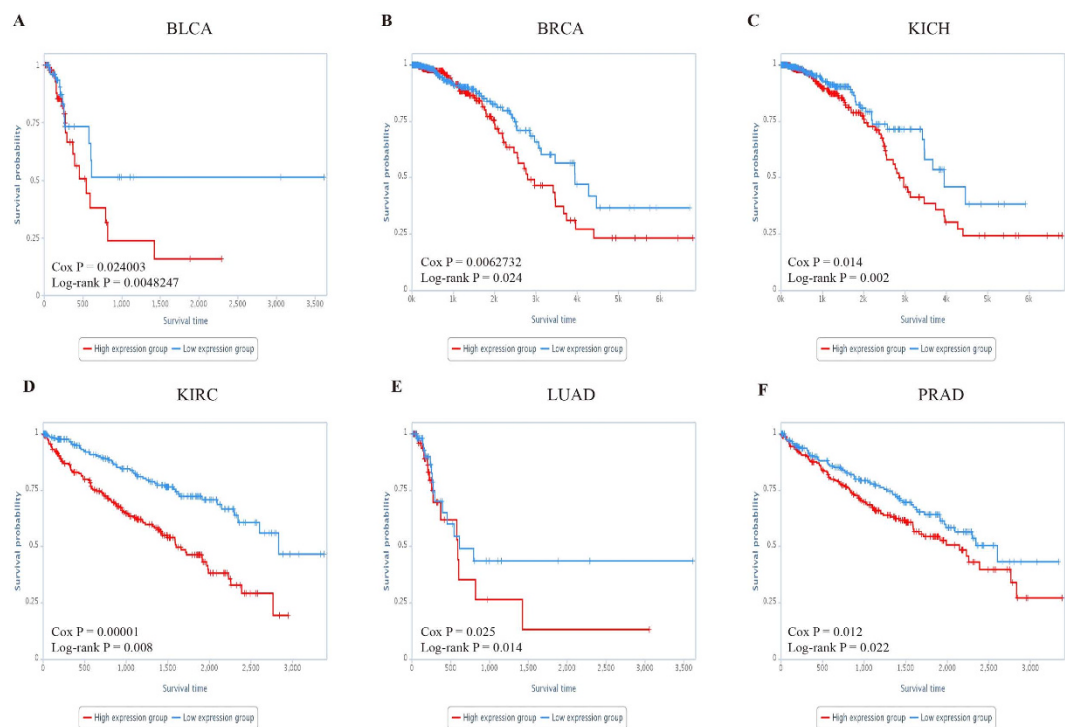 A
BLCA
Survival probability
1
0.75
0.5
0.25
0
Cox P = 0.024003
Log-rank P = 0.0048247
0 500 1,000 1,500 2,000 2,500 3,000 3,500
Survival time
High expression group Low expression group
B
BRCA
Survival probability
1
0.75
0.5
0.25
0
Cox P = 0.0062732
Log-rank P = 0.024
0k 1k 2k 3k 4k 5k 6k
Survival time
High expression group Low expression group
C
KICH
Survival probability
1
0.75
0.5
0.25
0
Cox P = 0.014
Log-rank P = 0.002
0k 1k 2k 3k 4k 5k 6k
Survival time
High expression group Low expression group
D
KIRC
Survival probability
1
0.75
0.5
0.25
0
Cox P = 0.00001
Log-rank P = 0.008
0 500 1,000 1,500 2,000 2,500 3,000
Survival time
High expression group Low expression group
E
LUAD
Survival probability
1
0.75
0.5
0.25
0
Cox P = 0.025
Log-rank P = 0.014
0 500 1,000 1,500 2,000 2,500 3,000 3,500
Survival time
High expression group Low expression group
F
PRAD
Survival probability
1
0.75
0.5
0.25
0
Cox P = 0.012
Log-rank P = 0.022
0 500 1,000 1,500 2,000 2,500 3,000
Survival time
High expression group Low expression group